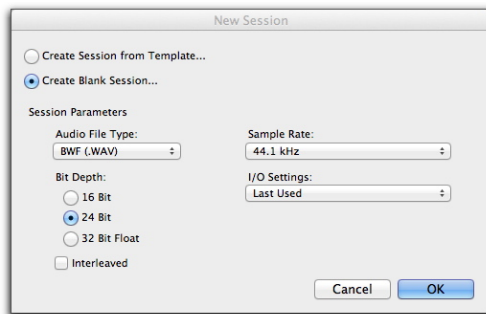 New Session
Create Session from Template...
Create Blank Session...
Session Parameters
Audio File Type:
BWF (.WAV)
Sample Rate:
44.1 kHz
Bit Depth:
16 Bit
24 Bit
32 Bit Float
I/O Settings:
Last Used
Interleaved
Cancel
OK